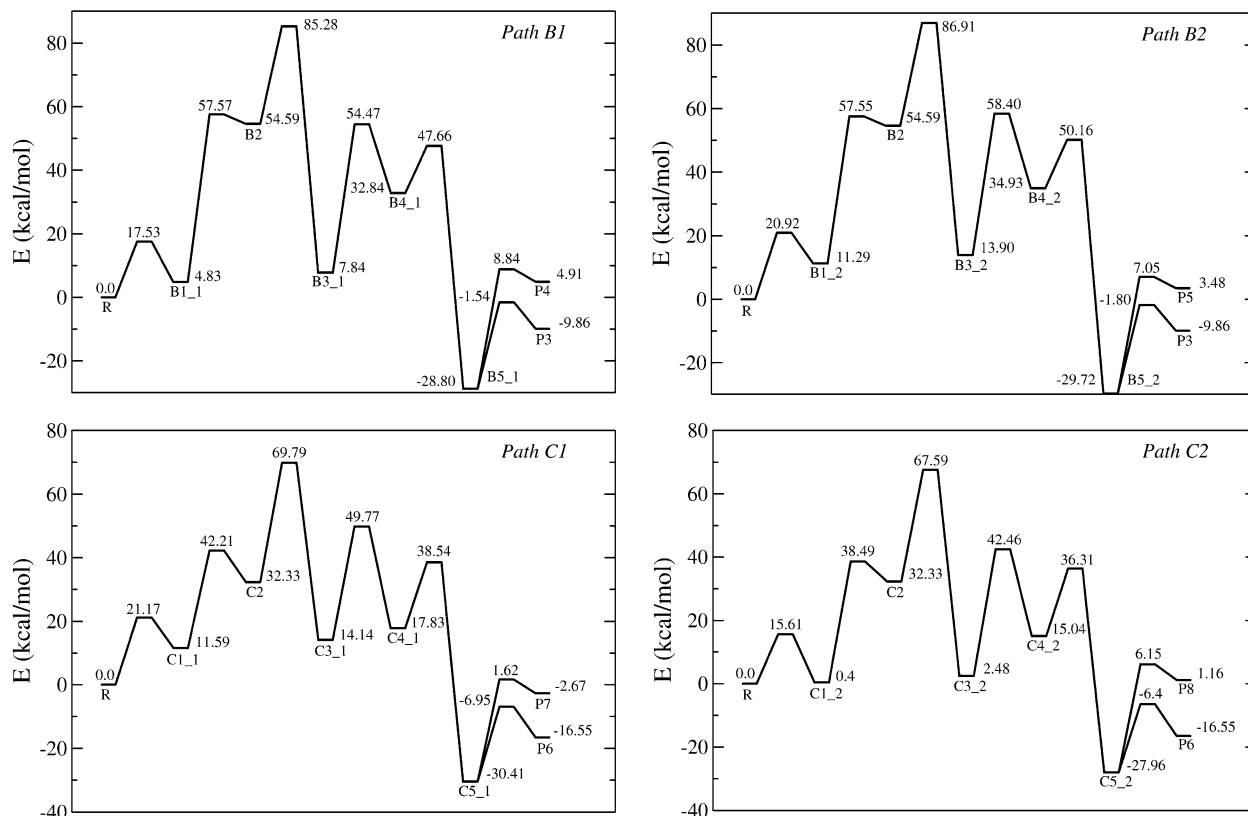 Path B1
E (kcal/mol)
80
60
40
20
0
-20
0.0
R
17.53
B1_1
4.83
57.57
B2
54.59
85.28
B3_1
7.84
54.47
32.84
B4_1
47.66
-28.80
B5_1
8.84
P4
4.91
-1.54
P3
-9.86
Path B2
E (kcal/mol)
80
60
40
20
0
-20
0.0
R
20.92
B1_2
11.29
57.55
B2
54.59
86.91
B3_2
13.90
58.40
34.93
B4_2
50.16
-29.72
B5_2
7.05
P5
3.48
-1.80
P3
-9.86
Path C1
E (kcal/mol)
80
60
40
20
0
-20
-40
0.0
R
21.17
C1_1
11.59
42.21
C2
32.33
69.79
C3_1
14.14
49.77
C4_1
17.83
38.54
C5_1
-30.41
1.62
P7
-2.67
-6.95
P6
-16.55
Path C2
E (kcal/mol)
80
60
40
20
0
-20
-40
0.0
R
15.61
C1_2
0.4
38.49
C2
32.33
67.59
C3_2
2.48
42.46
C4_2
15.04
36.31
C5_2
-27.96
6.15
P8
1.16
-6.4
P6
-16.55